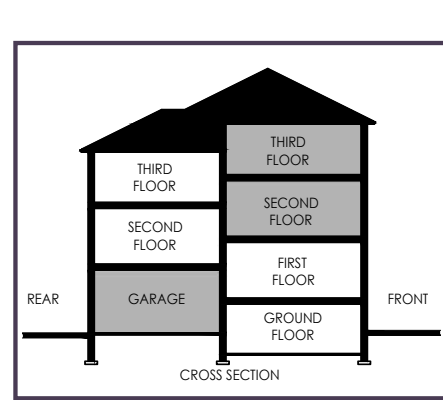 THIRD
FLOOR
THIRD
FLOOR
SECOND
FLOOR
SECOND
FLOOR
FIRST
FLOOR
REAR
GARAGE
FRONT
GROUND
FLOOR
CROSS SECTION